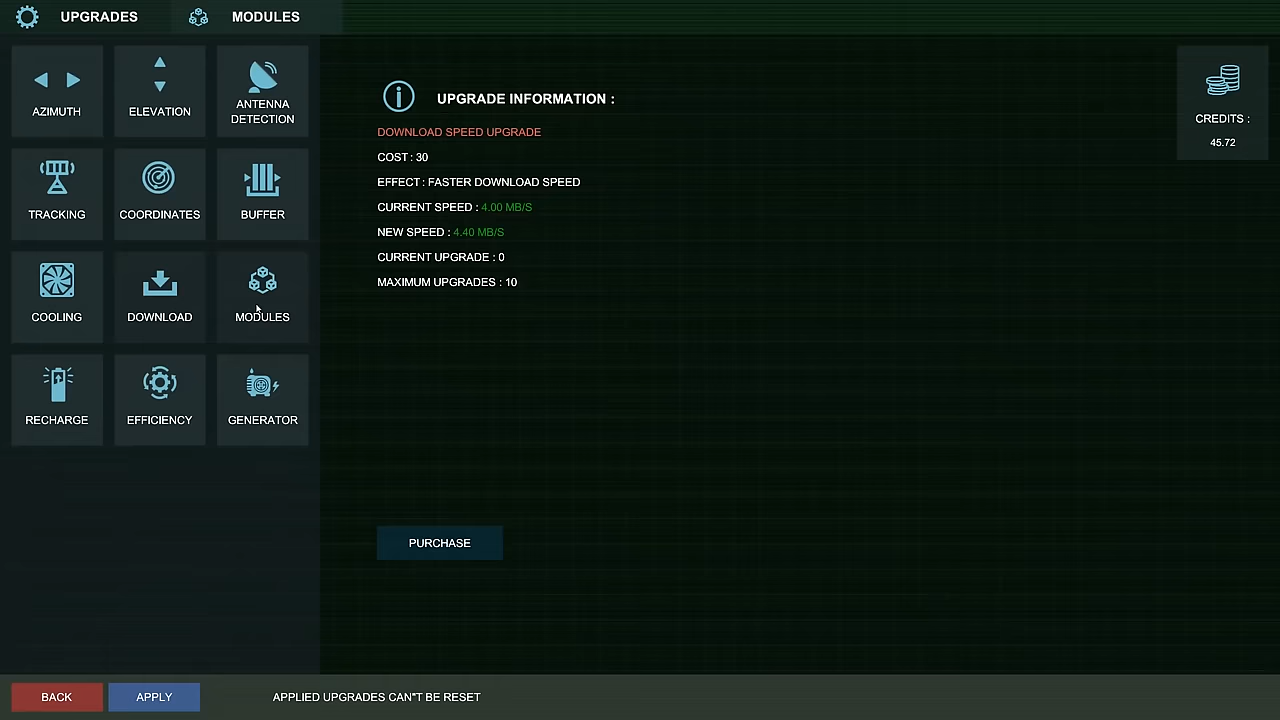 UPGRADES
MODULES
AZIMUTH
ELEVATION
ANTENNA
DETECTION
TRACKING
COORDINATES
BUFFER
COOLING
DOWNLOAD
MODULES
RECHARGE
EFFICIENCY
GENERATOR
UPGRADE INFORMATION :
DOWNLOAD SPEED UPGRADE
COST : 30
EFFECT : FASTER DOWNLOAD SPEED
CURRENT SPEED : 4.00 MB/S
NEW SPEED : 4.40 MB/S
CURRENT UPGRADE : 0
MAXIMUM UPGRADES : 10
PURCHASE
CREDITS :
45.72
BACK
APPLY
APPLIED UPGRADES CAN"T BE RESET